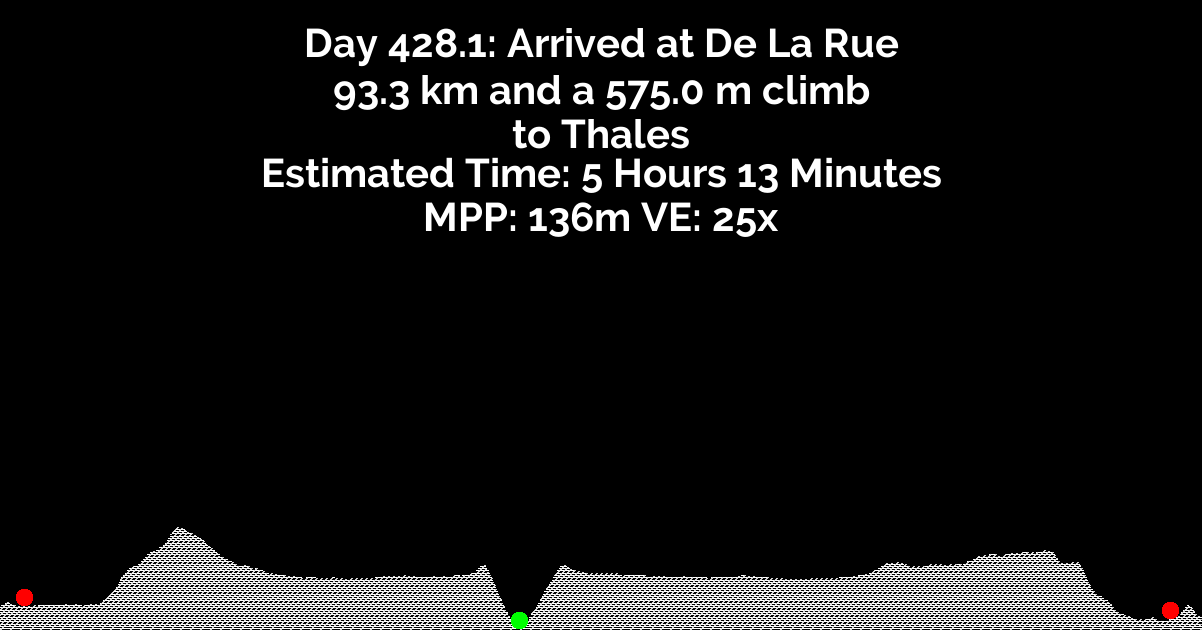 Day 428.1: Arrived at De La Rue
93.3 km and a 575.0 m climb
to Thales
Estimated Time: 5 Hours 13 Minutes
MPP: 136m VE: 25x